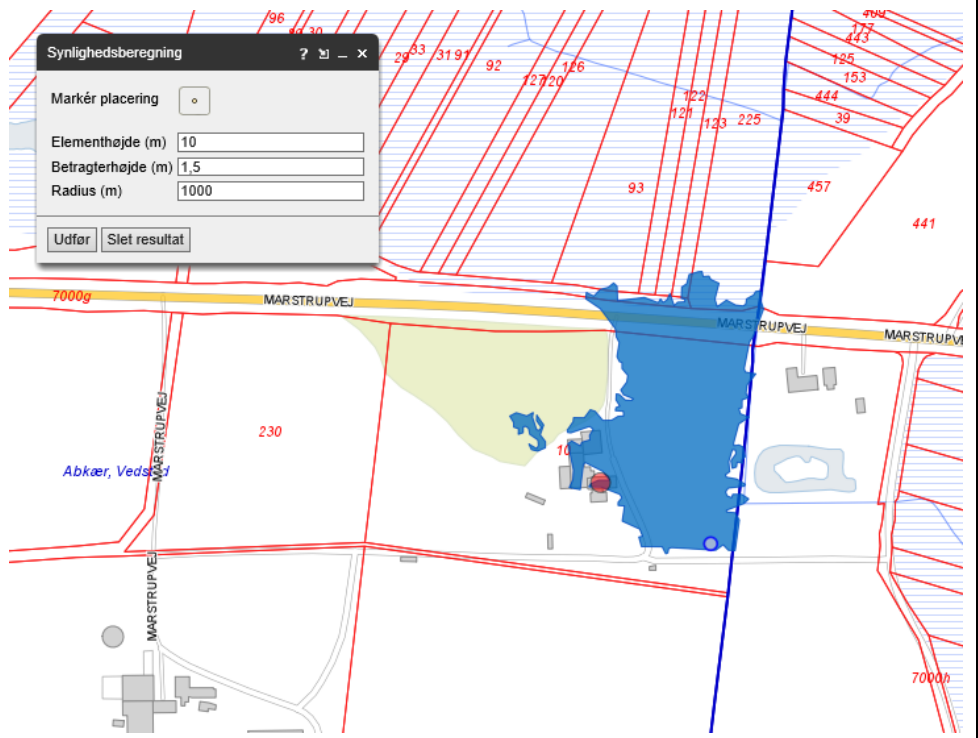 96
409
177
Synlighedsberegning
?
29
33
31
91
92
127
20
126
443
125
153
Markér placering
122
121
123
225
444
39
Elementhøjde (m) 10
Betragterhøjde (m) 1,5
Radius (m) 1000
93
457
441
Udfør Slet resultat
7000g
MARSTRUPVEJ
MARSTRUPVEJ
MARSTRUPVEJ
MARSTRUPVEJ
230
10
Abkær, Vedsted
MARSTRUPVEJ
7000h